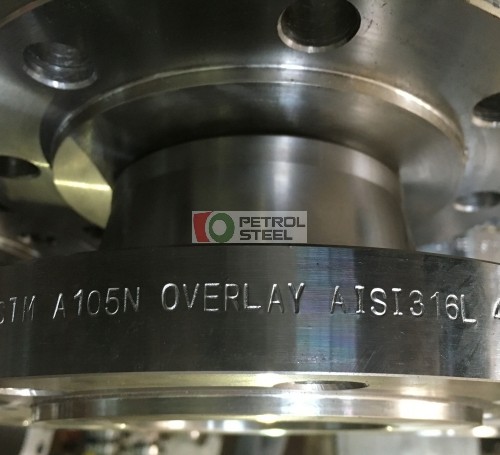 PETROL
STEEL
A105N OVERLAY AISI316L